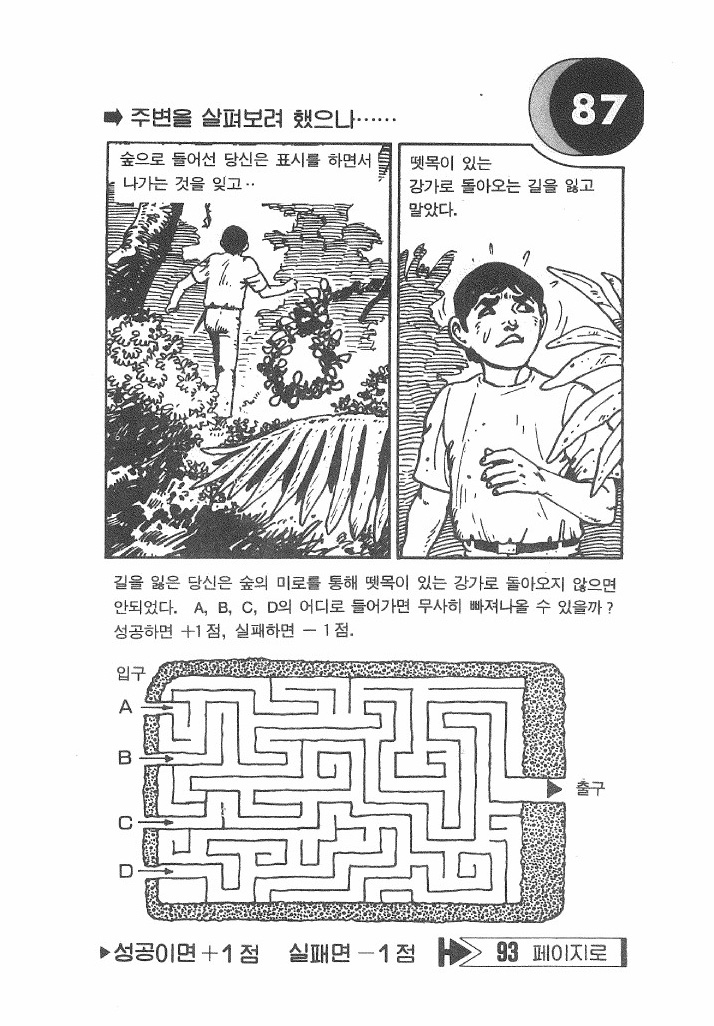 87
➡ 주변을 살펴보려 했으나……
숲으로 들어선 당신은 표시를 하면서
나가는 것을 잊고‥
뗏목이 있는
강가로 돌아오는 길을 잃고
말았다.
길을 잃은 당신은 숲의 미로를 통해 뗏목이 있는 강가로 돌아오지 않으면
안되었다. A, B, C, D의 어디로 들어가면 무사히 빠져나올 수 있을까?
성공하면 +1점, 실패하면 －1점.
입구
A
B
C
D
출구
▶성공이면+1점 실패면－1점 93 페이지로